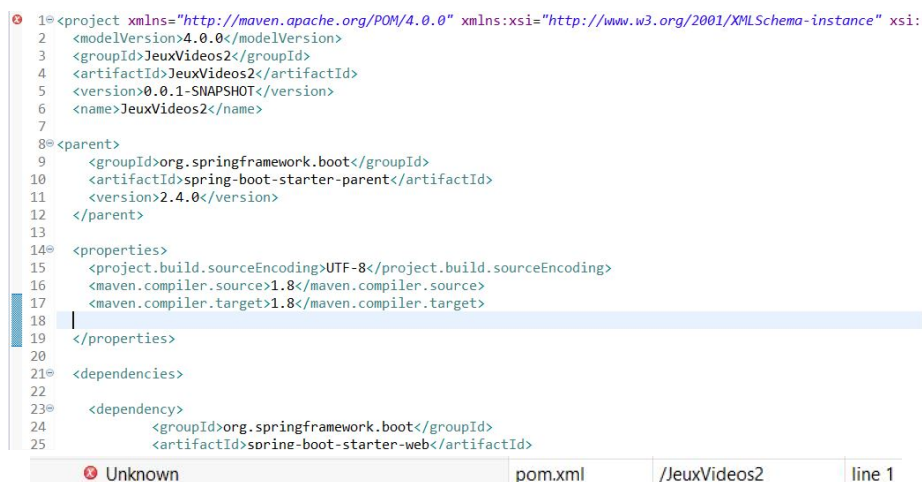 1 <project xmlns="http://maven.apache.org/POM/4.0.0" xmlns:xsi="http://www.w3.org/2001/XMLSchema-instance" xsi:
2 <modelVersion>4.0.0</modelVersion>
3 <groupId>JeuxVideos2</groupId>
4 <artifactId>JeuxVideos2</artifactId>
5 <version>0.0.1-SNAPSHOT</version>
6 <name>JeuxVideos2</name>
7
8 <parent>
9 <groupId>org.springframework.boot</groupId>
10 <artifactId>spring-boot-starter-parent</artifactId>
11 <version>2.4.0</version>
12 </parent>
13
14 <properties>
15 <project.build.sourceEncoding>UTF-8</project.build.sourceEncoding>
16 <maven.compiler.source>1.8</maven.compiler.source>
17 <maven.compiler.target>1.8</maven.compiler.target>
18
19 </properties>
20
21 <dependencies>
22
23 <dependency>
24 <groupId>org.springframework.boot</groupId>
25 <artifactId>spring-boot-starter-web</artifactId>
Unknown pom.xml /JeuxVideos2 line 1